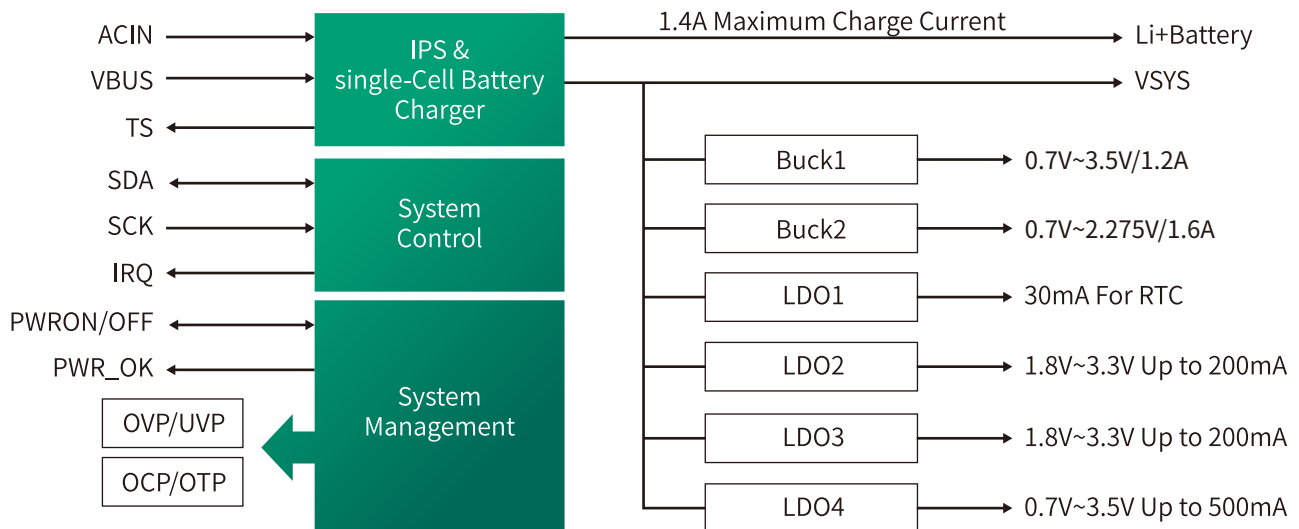 ACIN
VBUS
TS
IPS &
single-Cell Battery
Charger
1.4A Maximum Charge Current
Li+Battery
VSYS
SDA
SCK
IRQ
System
Control
PWRON/OFF
PWR_OK
OVP/UVP
OCP/OTP
System
Management
Buck1
0.7V~3.5V/1.2A
Buck2
0.7V~2.275V/1.6A
LDO1
30mA For RTC
LDO2
1.8V~3.3V Up to 200mA
LDO3
1.8V~3.3V Up to 200mA
LDO4
0.7V~3.5V Up to 500mA